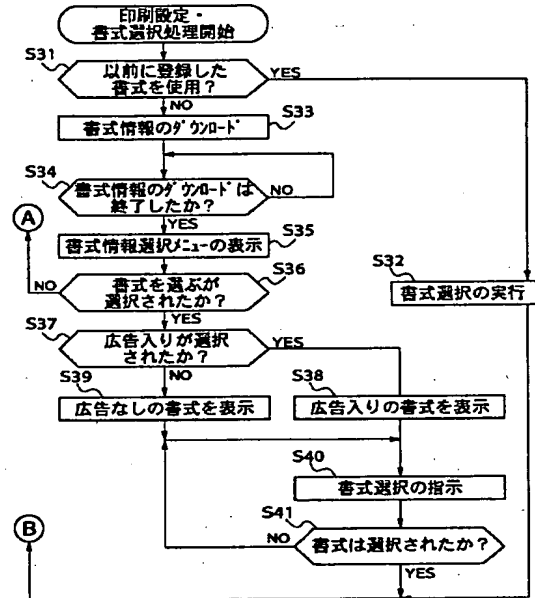 印刷設定・
書式選択処理開始
S31
以前に登録した
書式を使用？
YES
NO
S33
書式情報のダウンロード
S34
書式情報のダウンロードは
終了したか？
NO
A
YES
S35
書式情報選択メニューの表示
S36
S32
書式を選ぶが
選択されたか？
NO
書式選択の実行
YES
S37
広告入りが選択
されたか？
YES
S39
NO
S38
広告なしの書式を表示
広告入りの書式を表示
S40
書式選択の指示
S41
B
NO
書式は選択されたか？
YES